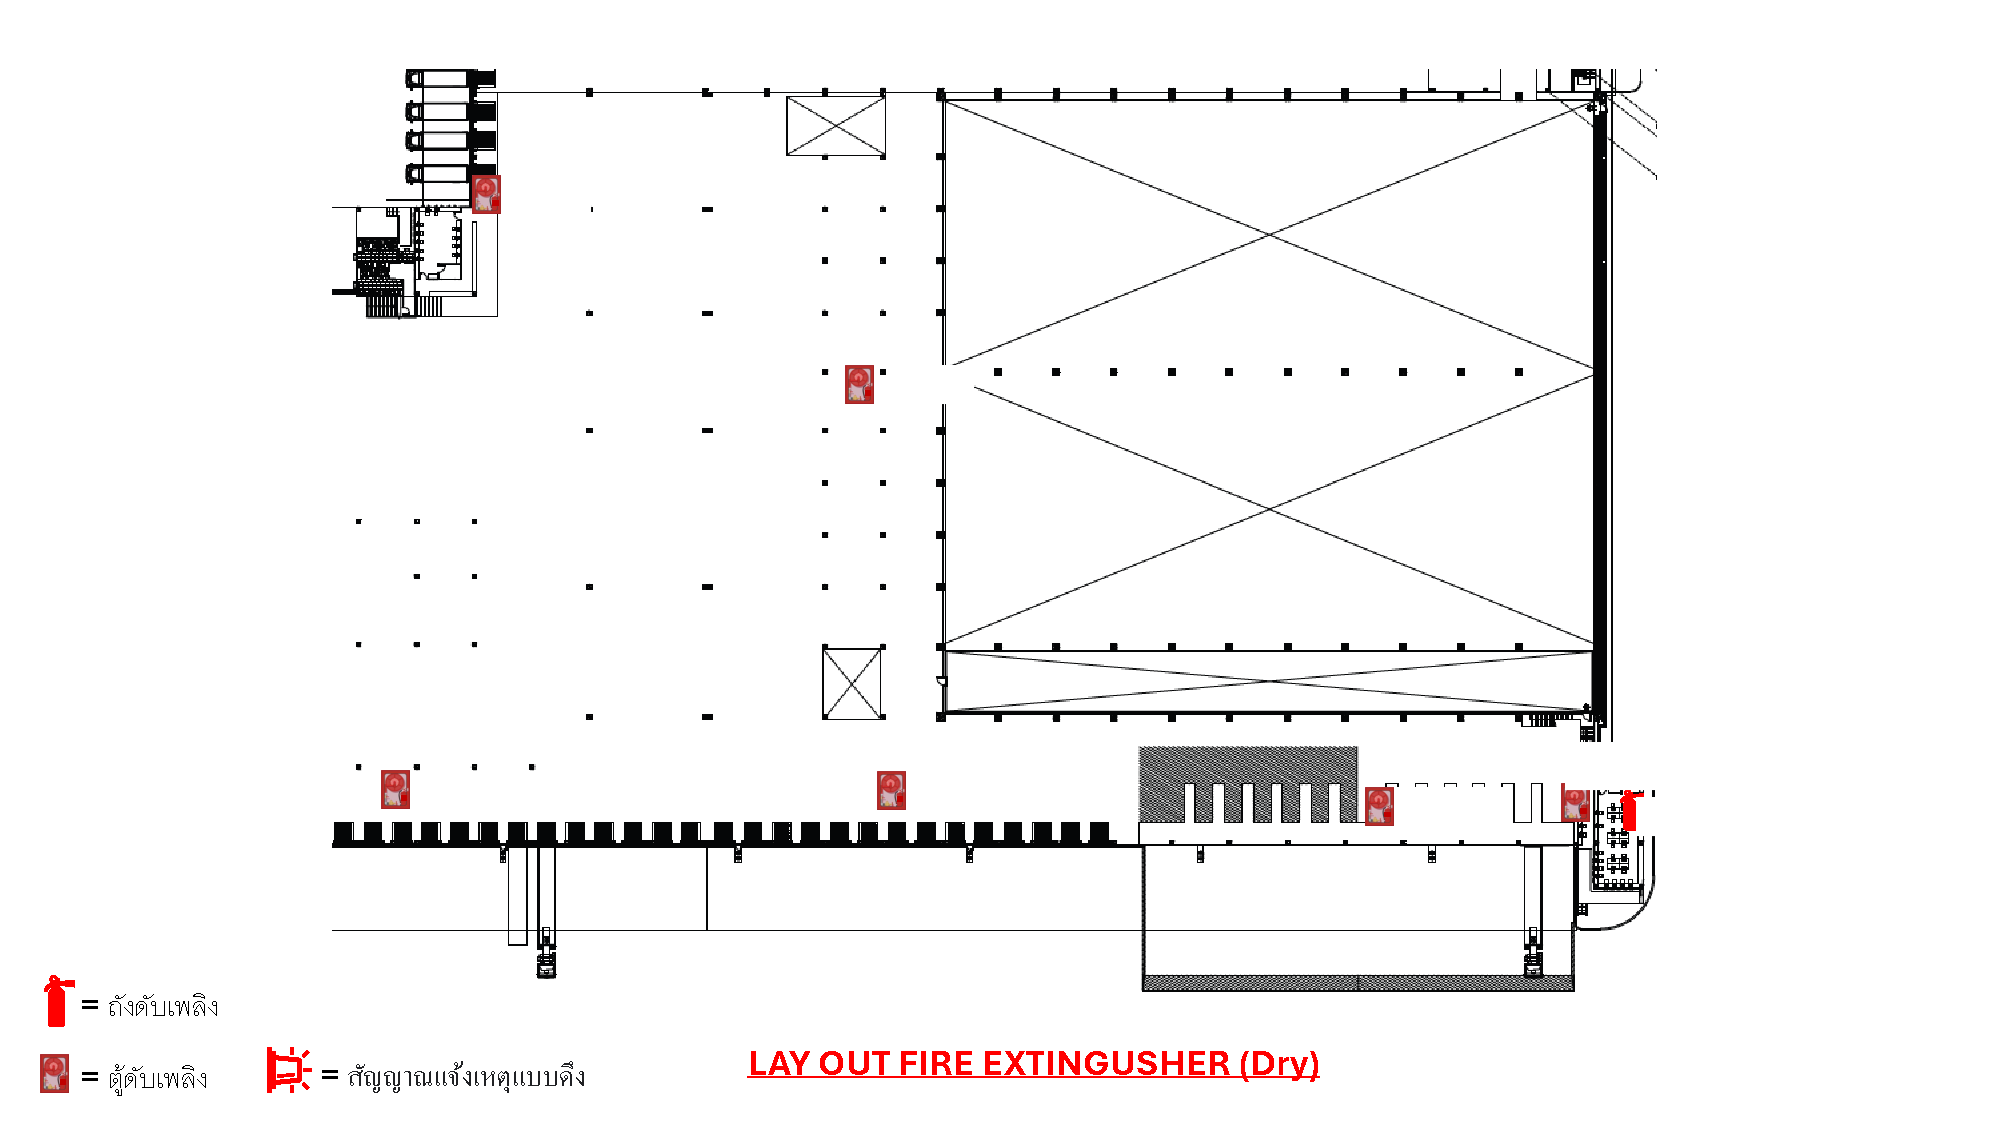 = ถังดับเพลิง
= ตู้ดับเพลิง
= สัญญาณแจ้งเหตุแบบดึง
LAY OUT FIRE EXTINGUSHER (Dry)